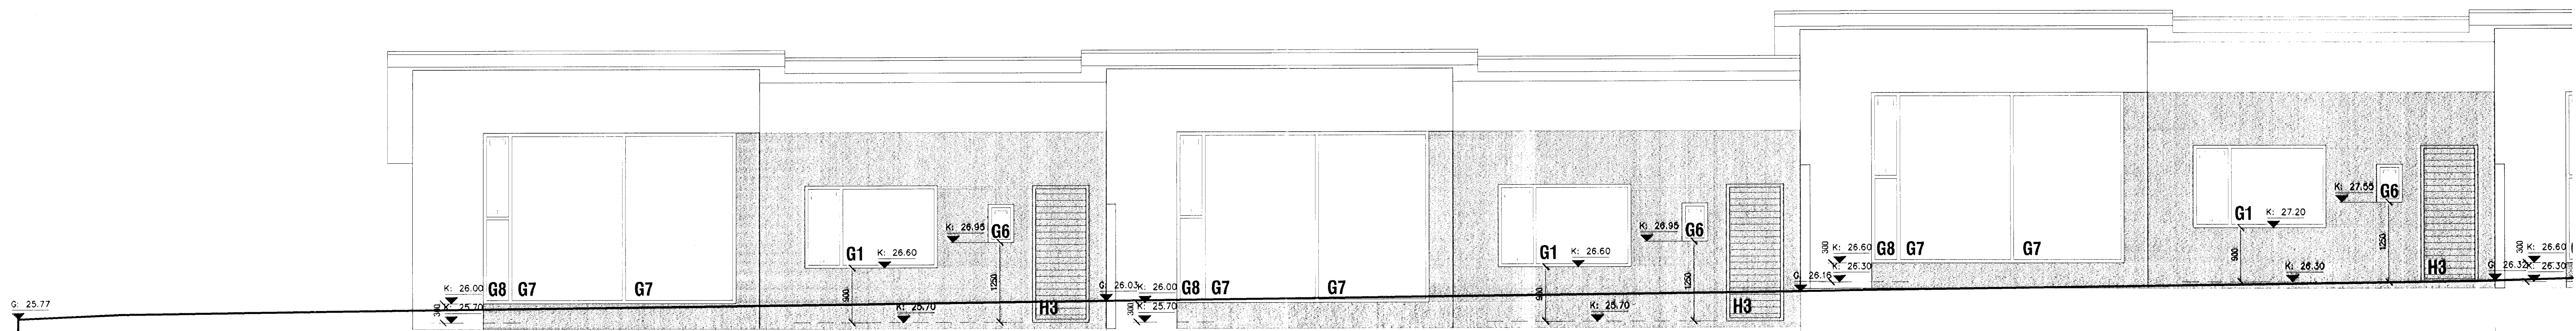 G: 25.77
K: 26.00
300
K: 25.70
G8 G7 G7
G1 K: 26.60
900
K: 25.70
K: 26.95
G6
1250
H3
G: 26.03
K: 26.00
300
K: 25.70
G8 G7 G7
G1 K: 26.60
900
K: 25.70
K: 26.95
G6
1250
H3
G: 26.16
300
K: 26.60
K: 26.30
G8 G7 G7
G1 K: 27.20
900
K: 26.30
K: 27.55
G6
1250
H3
G: 26.32
300
K: 26.60
K: 26.30